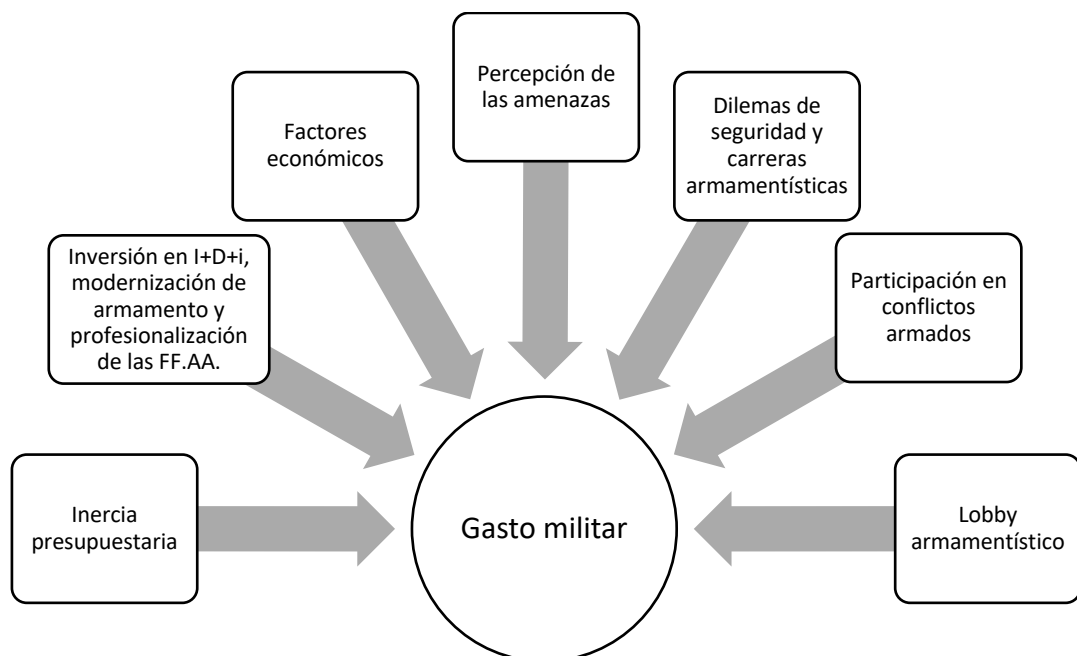 Percepción de
las amenazas
Factores
económicos
Dilemas de
seguridad y
carreras
armamentísticas
Inversión en I+D+i,
modernización de
armamento y
profesionalización
de las FF.AA.
Participación en
conflictos
armados
Inercia
presupuestaria
Gasto militar
Lobby
armamentístico